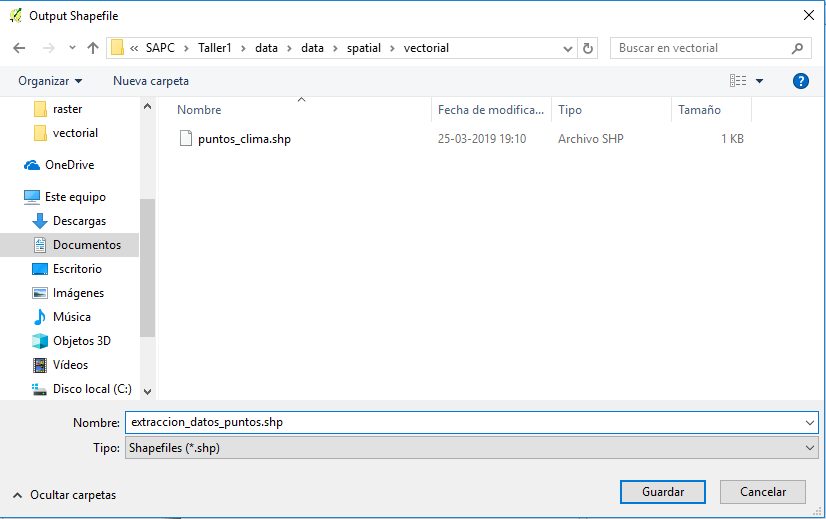 Output Shapefile
« SAPC > Taller1 > data > data > spatial > vectorial
Buscar en vectorial
Organizar
Nueva carpeta
?
raster
vectorial
OneDrive
Este equipo
Descargas
Documentos
Escritorio
Imágenes
Música
Objetos 3D
Vídeos
Disco local (C:)
Nombre Fecha de modifica... Tipo Tamaño
puntos_clima.shp 25-03-2019 19:10 Archivo SHP 1 KB
Nombre: extraccion_datos_puntos.shp
Tipo: Shapefiles (*.shp)
Ocultar carpetas
Guardar
Cancelar